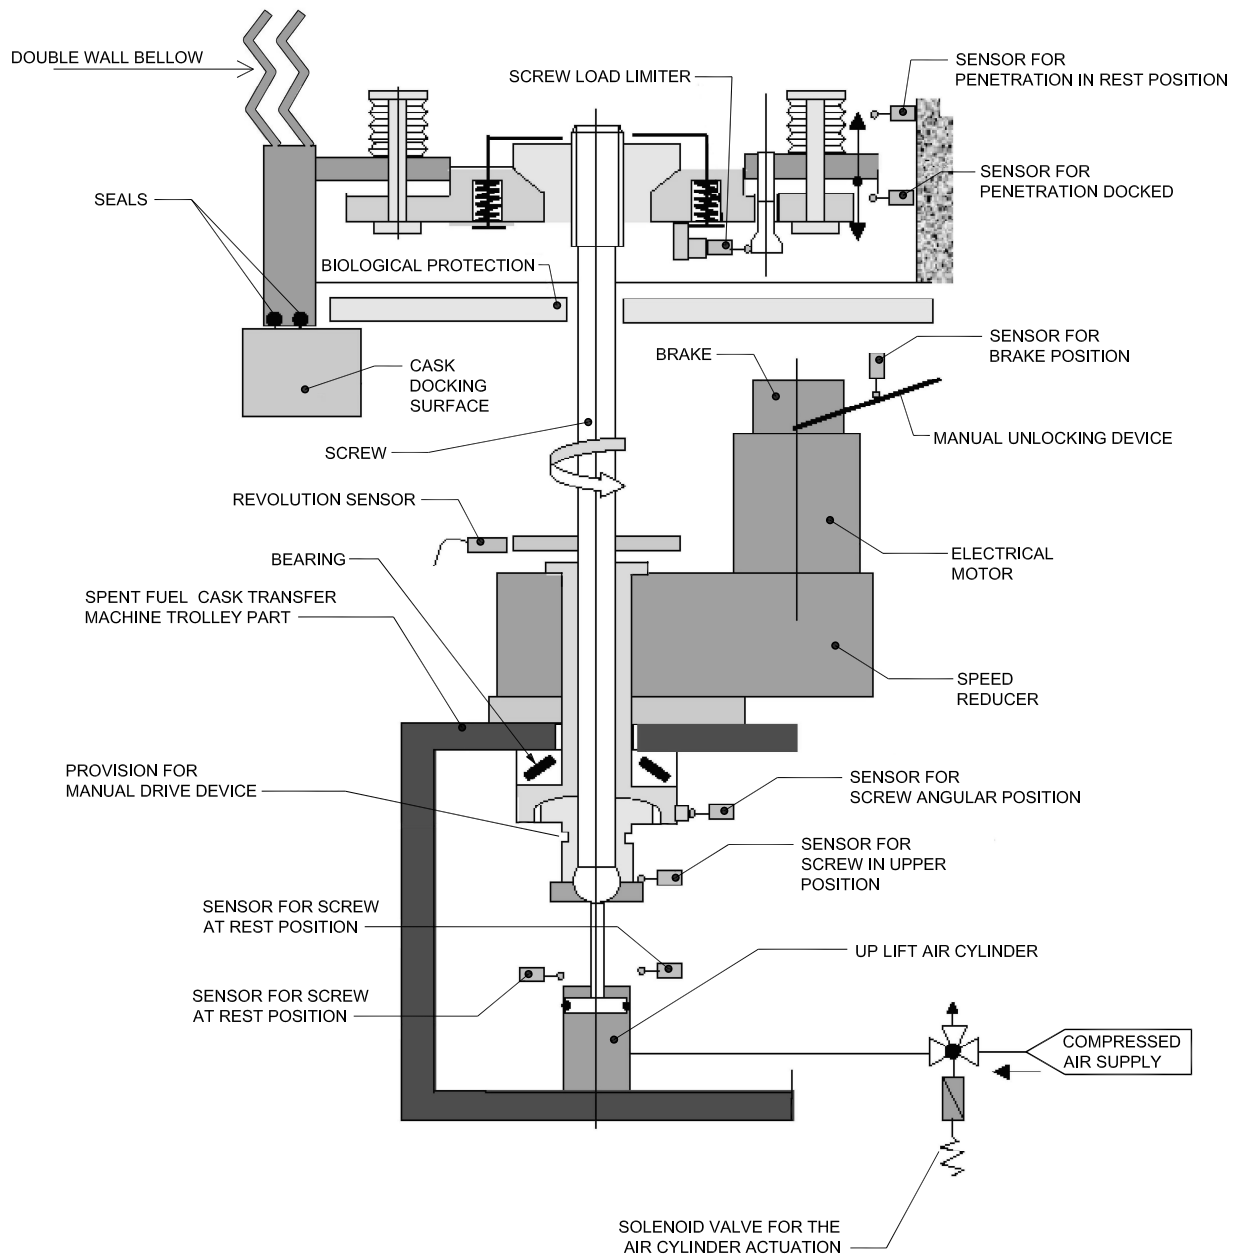 DOUBLE WALL BELLOW
SCREW LOAD LIMITER
SENSOR FOR
PENETRATION IN REST POSITION
SEALS
SENSOR FOR
PENETRATION DOCKED
BIOLOGICAL PROTECTION
CASK
DOCKING
SURFACE
BRAKE
SENSOR FOR
BRAKE POSITION
SCREW
MANUAL UNLOCKING DEVICE
REVOLUTION SENSOR
BEARING
ELECTRICAL
MOTOR
SPENT FUEL CASK TRANSFER
MACHINE TROLLEY PART
SPEED
REDUCER
PROVISION FOR
MANUAL DRIVE DEVICE
SENSOR FOR
SCREW ANGULAR POSITION
SENSOR FOR
SCREW IN UPPER
POSITION
SENSOR FOR SCREW
AT REST POSITION
UP LIFT AIR CYLINDER
SENSOR FOR SCREW
AT REST POSITION
COMPRESSED
AIR SUPPLY
SOLENOID VALVE FOR THE
AIR CYLINDER ACTUATION